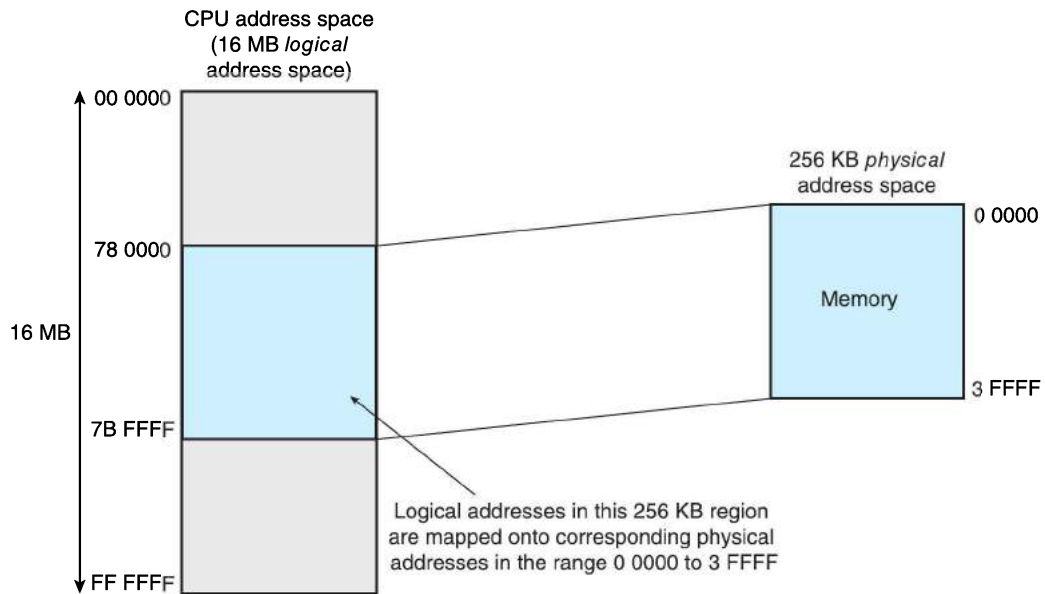 CPU address space
(16 MB logical
address space)
00 0000
256 KB physical
address space
0 0000
78 0000
Memory
16 MB
3 FFFF
7B FFFF
Logical addresses in this 256 KB region
are mapped onto corresponding physical
addresses in the range 0 0000 to 3 FFFF
FF FFFF